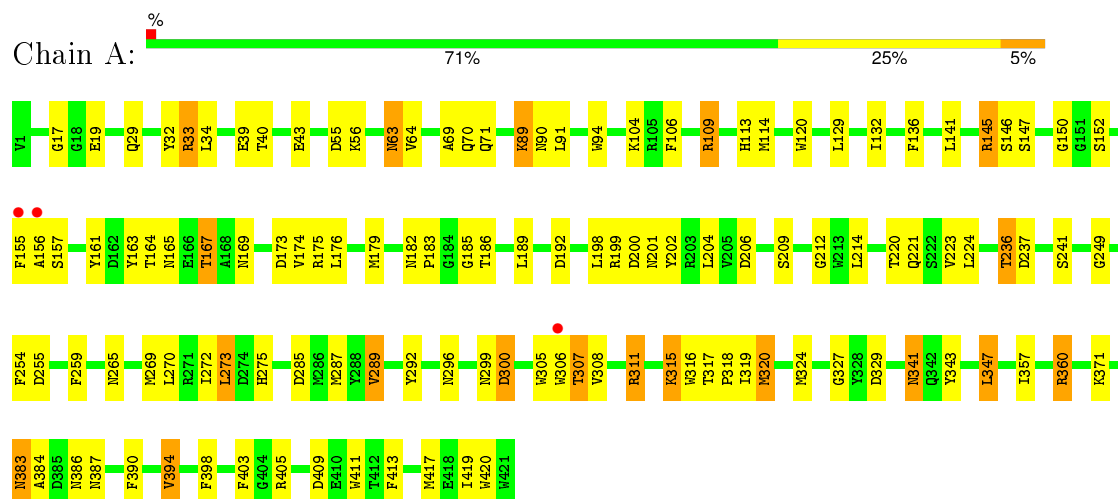 %
Chain A:
71% 25% 5%
V1 G17 G18 E19 Q29 Y32 R33 L34 E39 T40 E43 D55 K56 N63 V64 A69 Q70 Q71 K89 N90 L91 W94 K104 R105 F106 R109 H113 M114 W120 L129 I132 F136 L141 R145 S146 S147 G150 G151 S152
F155 A156 S157 Y161 D162 Y163 T164 N165 E166 T167 A168 N169 D173 V174 R175 L176 M179 N182 P183 G184 G185 T186 L189 D192 L198 R199 D200 N201 Y202 R203 L204 V205 D206 S209 G212 W213 L214 T220 Q221 S222 V223 L224 T236 D237 S241 G249
F254 D255 F259 N265 M269 L270 R271 I272 L273 D274 H275 D285 M286 M287 Y288 V289 Y292 N296 N299 D300 W305 W306 T307 V308 R311 K315 W316 T317 P318 I319 M320 M324 G327 Y328 D329 N341 Q342 Y343 L347 I357 R360 K371
N383 A384 D385 N386 N387 F390 V394 F398 F403 G404 R405 D409 E410 W411 T412 F413 M417 E418 I419 W420 W421